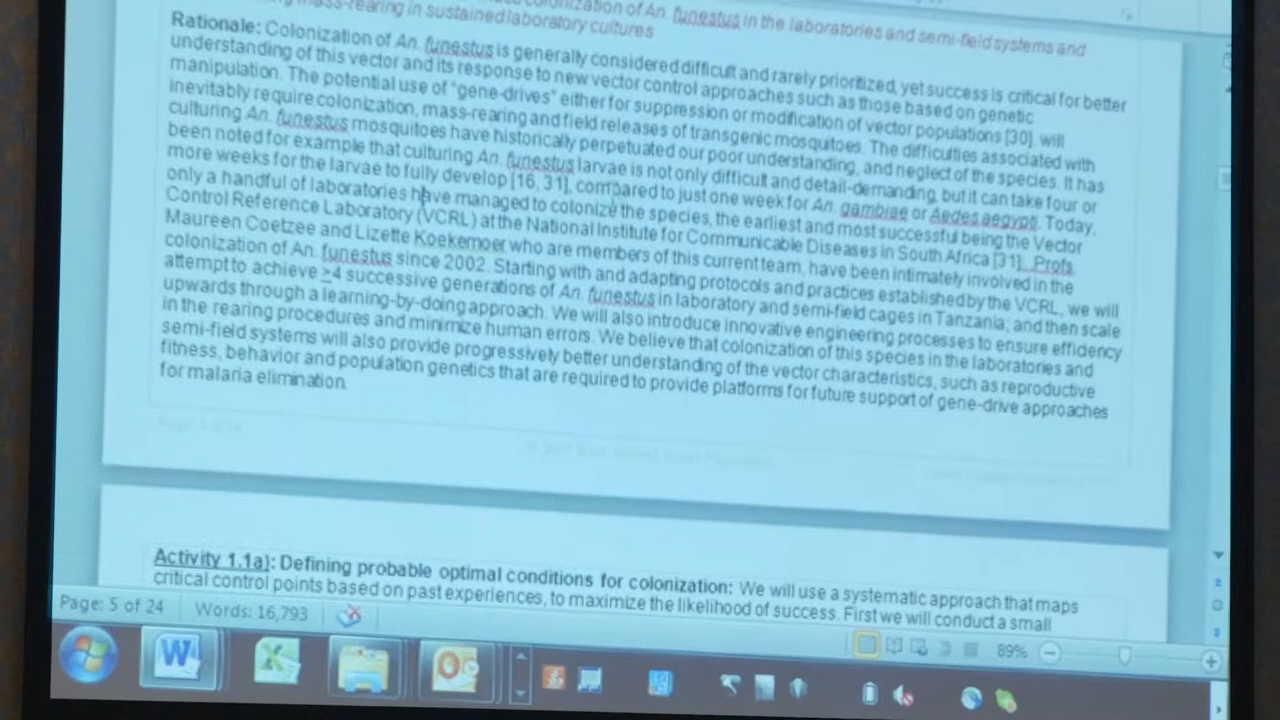 colonization of An. funestus in the laboratories and semi-field systems and
mass-rearing in sustained laboratory cultures
Rationale: Colonization of An. funestus is generally considered difficult and rarely prioritized, yet success is critical for better
understanding of this vector and its response to new vector control approaches such as those based on genetic
manipulation. The potential use of "gene-drives" either for suppression or modification of vector populations [30], will
inevitably require colonization, mass-rearing and field releases of transgenic mosquitoes. The difficulties associated with
culturing An. funestus mosquitoes have historically perpetuated our poor understanding, and neglect of the species. It has
been noted for example that culturing An. funestus larvae is not only difficult and detail-demanding, but it can take four or
more weeks for the larvae to fully develop [16, 31], compared to just one week for An. gambiae or Aedes aegypti. Today,
only a handful of laboratories have managed to colonize the species, the earliest and most successful being the Vector
Control Reference Laboratory (VCRL) at the National Institute for Communicable Diseases in South Africa [31]. Profs.
Maureen Coetzee and Lizette Koekemoer who are members of this current team, have been intimately involved in the
colonization of An. funestus since 2002. Starting with and adapting protocols and practices established by the VCRL, we will
attempt to achieve ≥4 successive generations of An. funestus in laboratory and semi-field cages in Tanzania, and then scale
upwards through a learning-by-doing approach. We will also introduce innovative engineering processes to ensure efficiency
in the rearing procedures and minimize human errors. We believe that colonization of this species in the laboratories and
semi-field systems will also provide progressively better understanding of the vector characteristics, such as reproductive
fitness, behavior and population genetics that are required to provide platforms for future support of gene-drive approaches
for malaria elimination.
Activity 1.1a): Defining probable optimal conditions for colonization: We will use a systematic approach that maps
critical control points based on past experiences, to maximize the likelihood of success. First we will conduct a small
Page: 5 of 24 Words: 16,793
89%